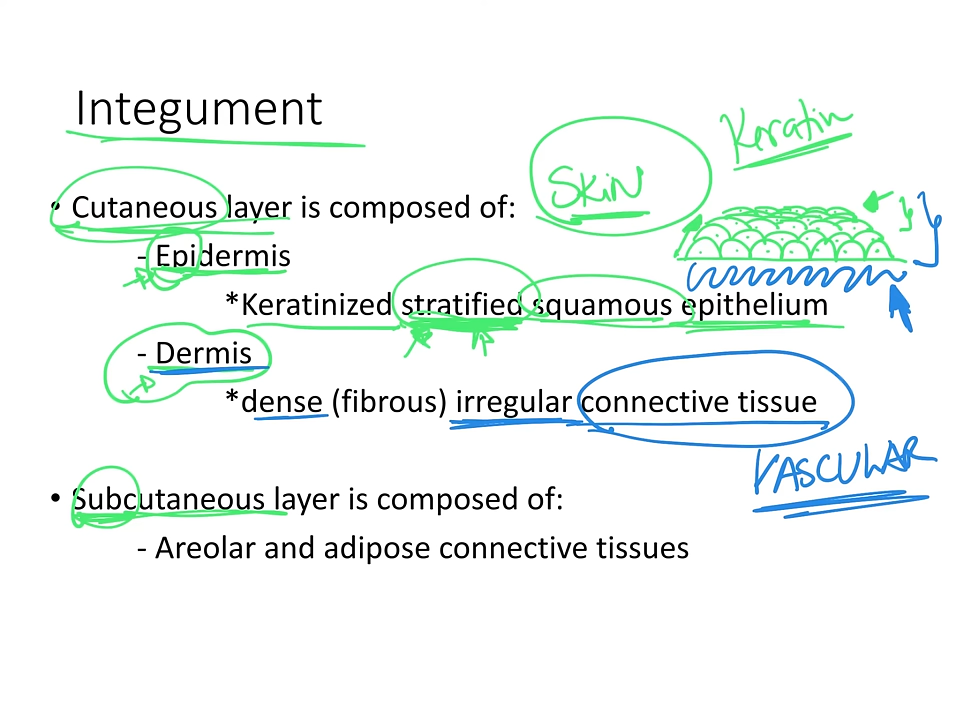 Integument
Keratin
SKiN
• Cutaneous layer is composed of:
- Epidermis
*Keratinized stratified squamous epithelium
- Dermis
*dense (fibrous) irregular connective tissue
VASCULAR
• Subcutaneous layer is composed of:
- Areolar and adipose connective tissues